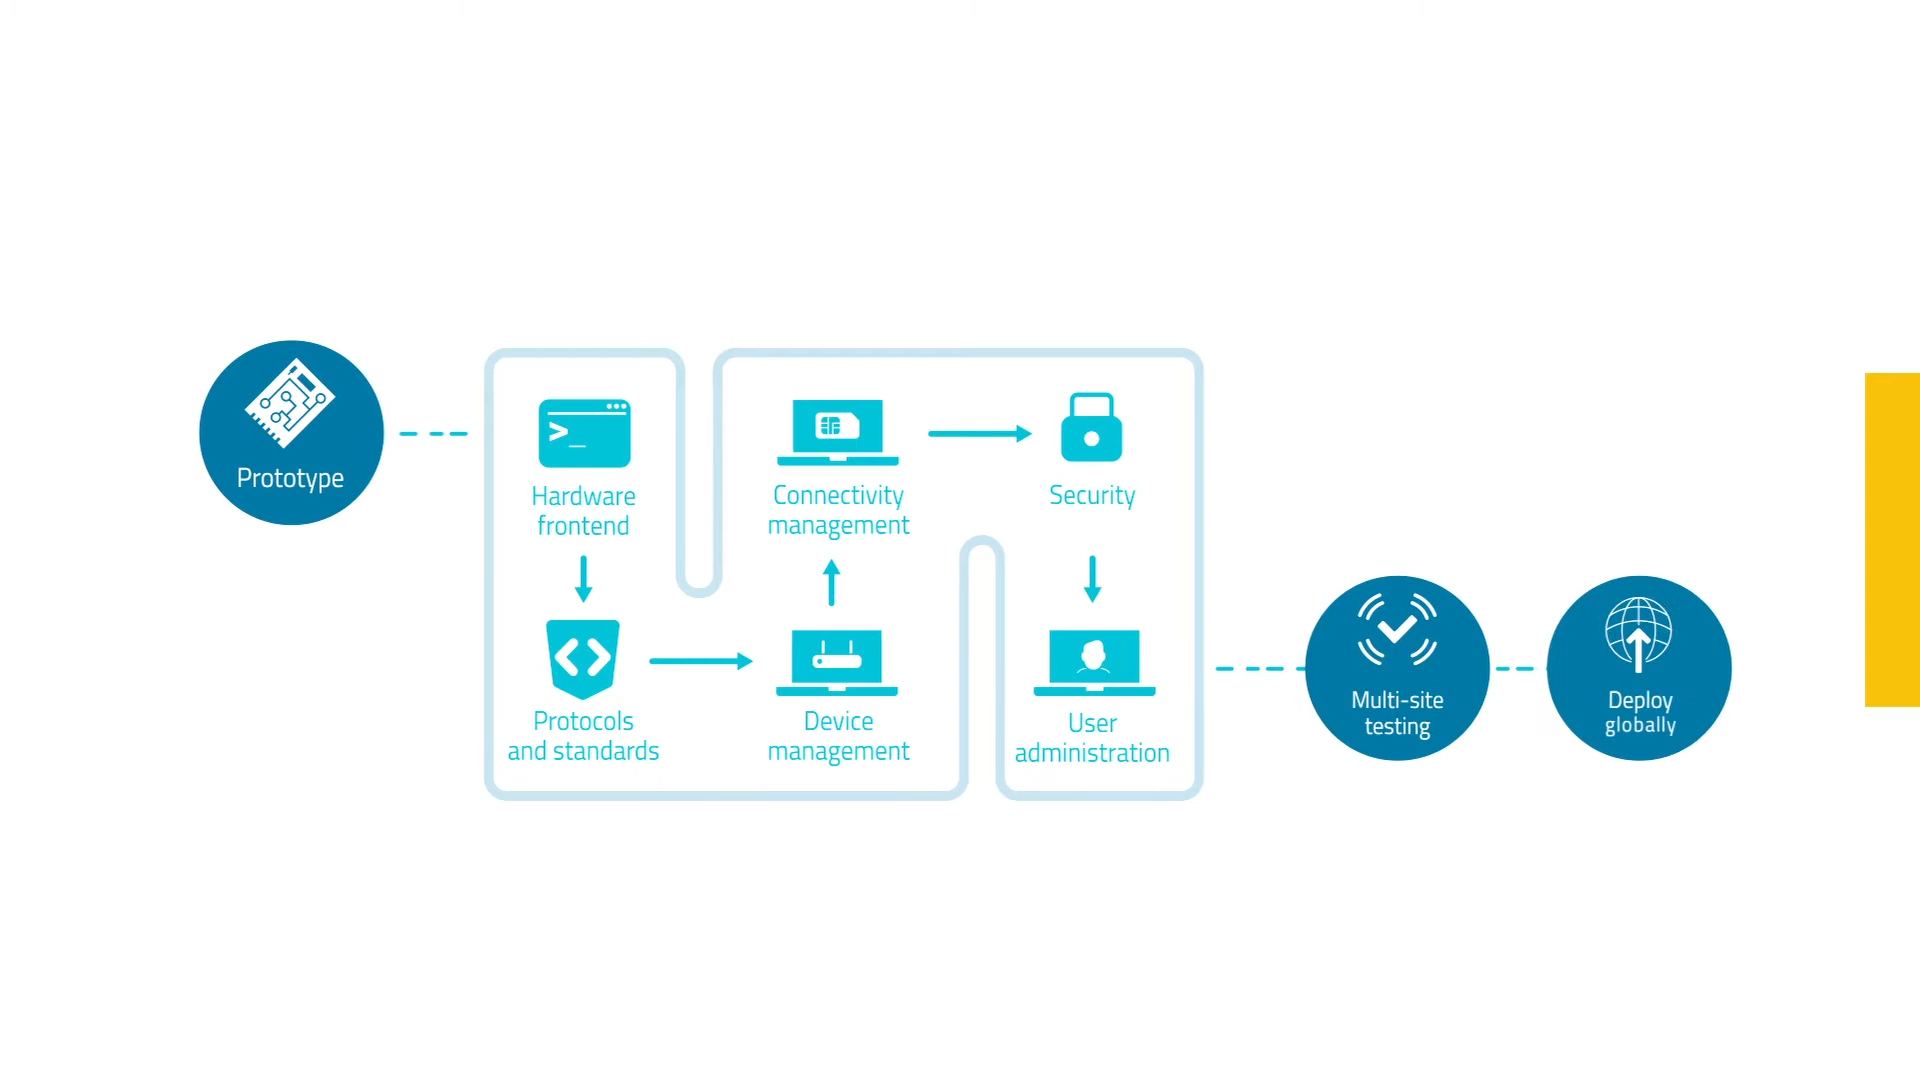 Prototype
Hardware
frontend
Protocols
and standards
Device
management
Connectivity
management
Security
User
administration
Multi-site
testing
Deploy
globally